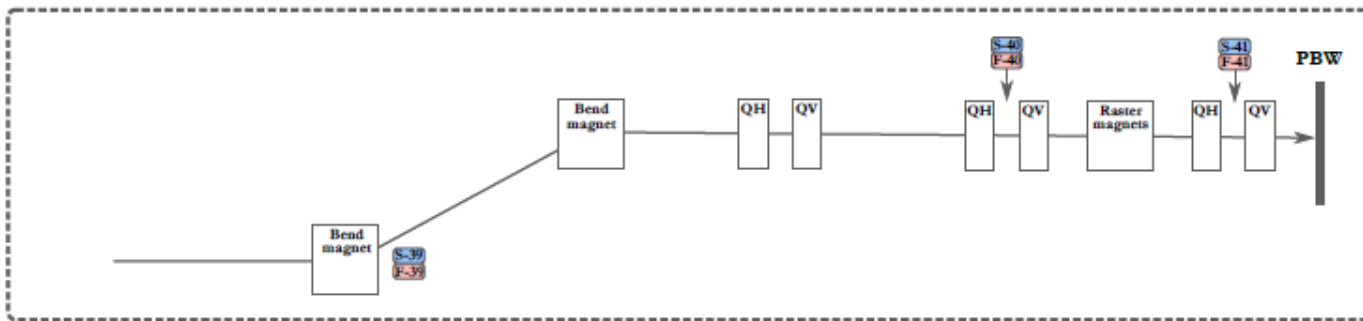 S-40
F-40
S-41
F-41
PBW
Bend
magnet
QH
QV
QH
QV
Raster
magnets
QH
QV
Bend
magnet
S-39
F-39